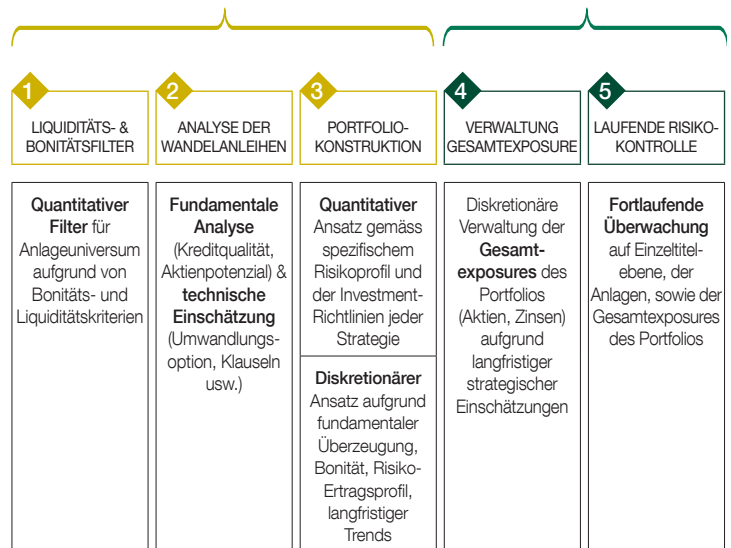 1
LIQUIDITÄTS- &
BONITÄTSFILTER
2
ANALYSE DER
WANDELANLEIHEN
3
PORTFOLIO-
KONSTRUKTION
4
VERWALTUNG
GESAMTEXPOSURE
5
LAUFENDE RISIKO-
KONTROLLE
Quantitativer
Filter für
Anlageuniversum
aufgrund von
Bonitäts- und
Liquiditätskriterien
Fundamentale
Analyse
(Kreditqualität,
Aktienpotenzial) &
technische
Einschätzung
(Umwandlungs-
option, Klauseln
usw.)
Quantitativer
Ansatz gemäss
spezifischem
Risikoprofil und
der Investment-
Richtlinien jeder
Strategie
Diskretionärer
Ansatz aufgrund
fundamentaler
Überzeugung,
Bonität, Risiko-
Ertragsprofil,
langfristiger
Trends
Diskretionäre
Verwaltung der
Gesamt-
exposures des
Portfolios
(Aktien, Zinsen)
aufgrund
langfristiger
strategischer
Einschätzungen
Fortlaufende
Überwachung
auf Einzeltitel-
ebene, der
Anlagen, sowie der
Gesamtexposures
des Portfolios